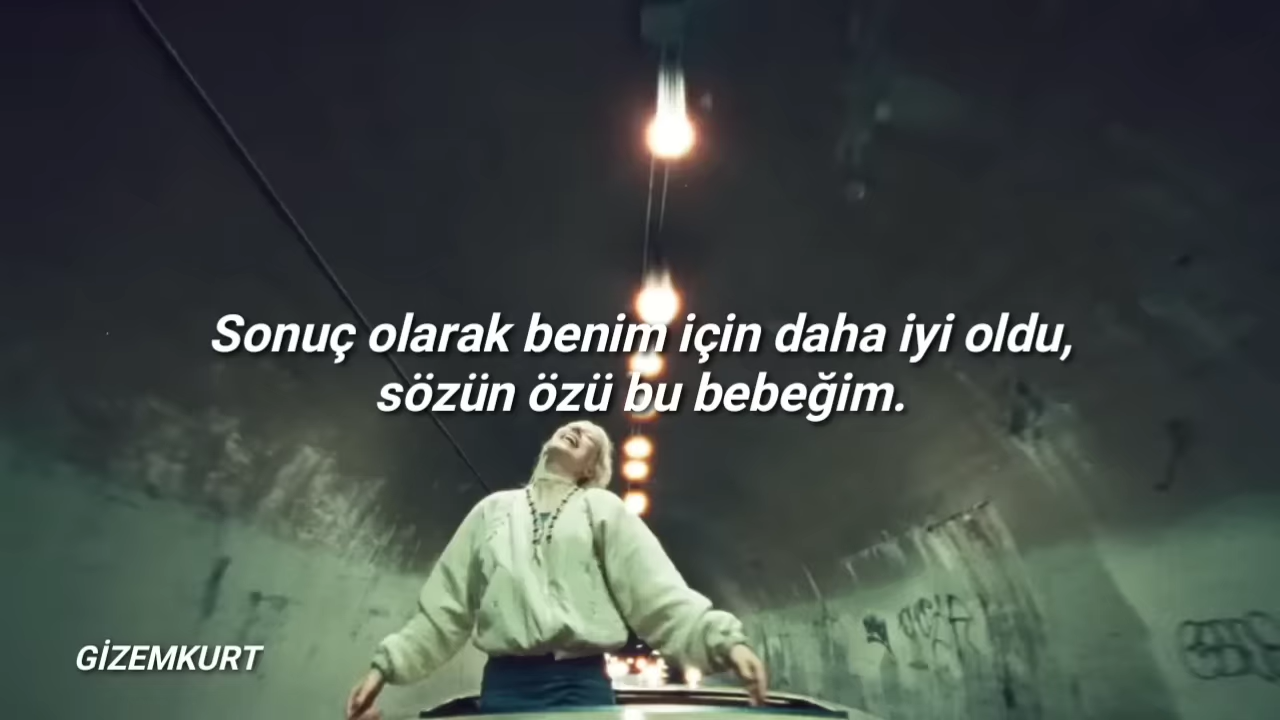 Sonuç olarak benim için daha iyi oldu,
sözün özü bu bebeğim.
GİZEMKURT